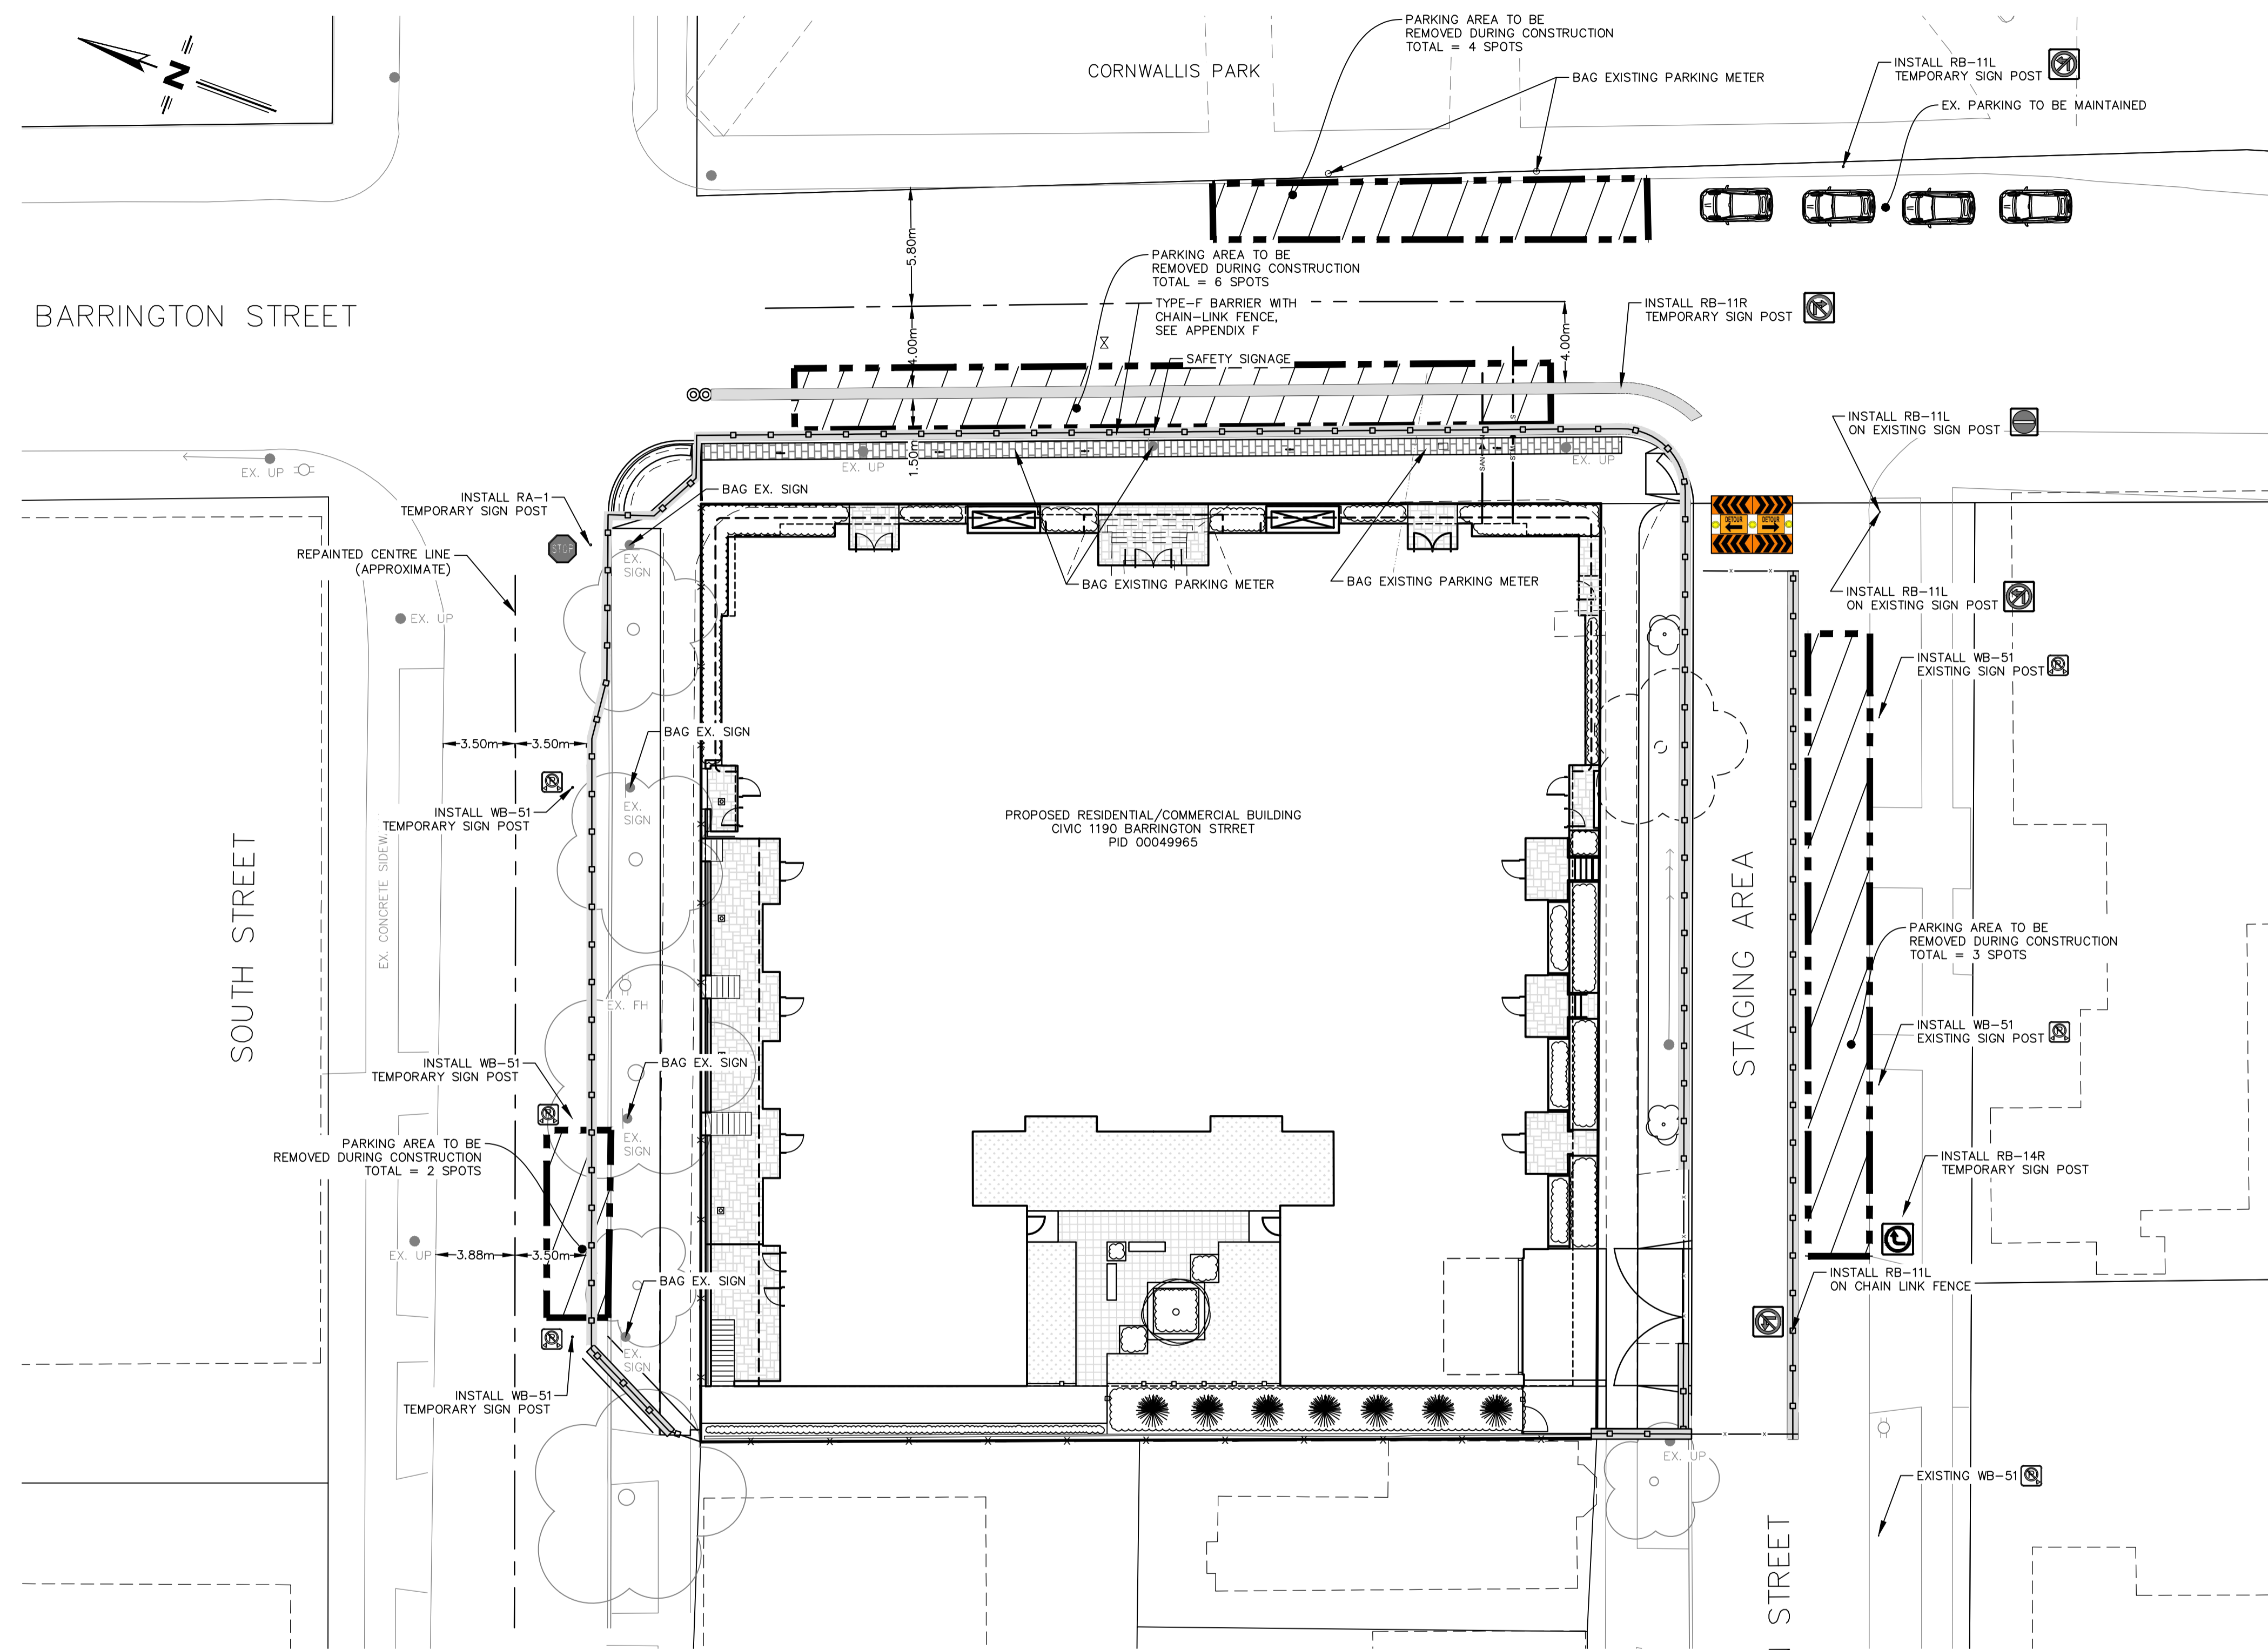 N
CORNWALLIS PARK
PARKING AREA TO BE
REMOVED DURING CONSTRUCTION
TOTAL = 4 SPOTS
BAG EXISTING PARKING METER
INSTALL RB-11L
TEMPORARY SIGN POST
EX. PARKING TO BE MAINTAINED
5.80m
PARKING AREA TO BE
REMOVED DURING CONSTRUCTION
TOTAL = 6 SPOTS
BARRINGTON STREET
TYPE-F BARRIER WITH
CHAIN-LINK FENCE,
SEE APPENDIX F
INSTALL RB-11R
TEMPORARY SIGN POST
4.00m
4.00m
SAFETY SIGNAGE
INSTALL RB-11L
ON EXISTING SIGN POST
1.50m
EX. UP
EX. UP
EX. UP
SAN
BAG EX. SIGN
INSTALL RA-1
TEMPORARY SIGN POST
STOP
DETOUR
DETOUR
REPAINTED CENTRE LINE
(APPROXIMATE)
EX.
SIGN
BAG EXISTING PARKING METER
BAG EXISTING PARKING METER
INSTALL RB-11L
ON EXISTING SIGN POST
EX. UP
INSTALL WB-51
EXISTING SIGN POST
BAG EX. SIGN
3.50m
3.50m
INSTALL WB-51
TEMPORARY SIGN POST
EX.
SIGN
PROPOSED RESIDENTIAL/COMMERCIAL BUILDING
CIVIC 1190 BARRINGTON STRRET
PID 00049965
SOUTH STREET
EX. CONCRETE SIDEW.
STAGING AREA
PARKING AREA TO BE
REMOVED DURING CONSTRUCTION
TOTAL = 3 SPOTS
EX. FH
INSTALL WB-51
EXISTING SIGN POST
INSTALL WB-51
TEMPORARY SIGN POST
BAG EX. SIGN
EX.
SIGN
PARKING AREA TO BE
REMOVED DURING CONSTRUCTION
TOTAL = 2 SPOTS
INSTALL RB-14R
TEMPORARY SIGN POST
EX. UP
3.88m
3.50m
BAG EX. SIGN
INSTALL RB-11L
ON CHAIN LINK FENCE
EX.
SIGN
INSTALL WB-51
TEMPORARY SIGN POST
EX. UP
EXISTING WB-51
STREET